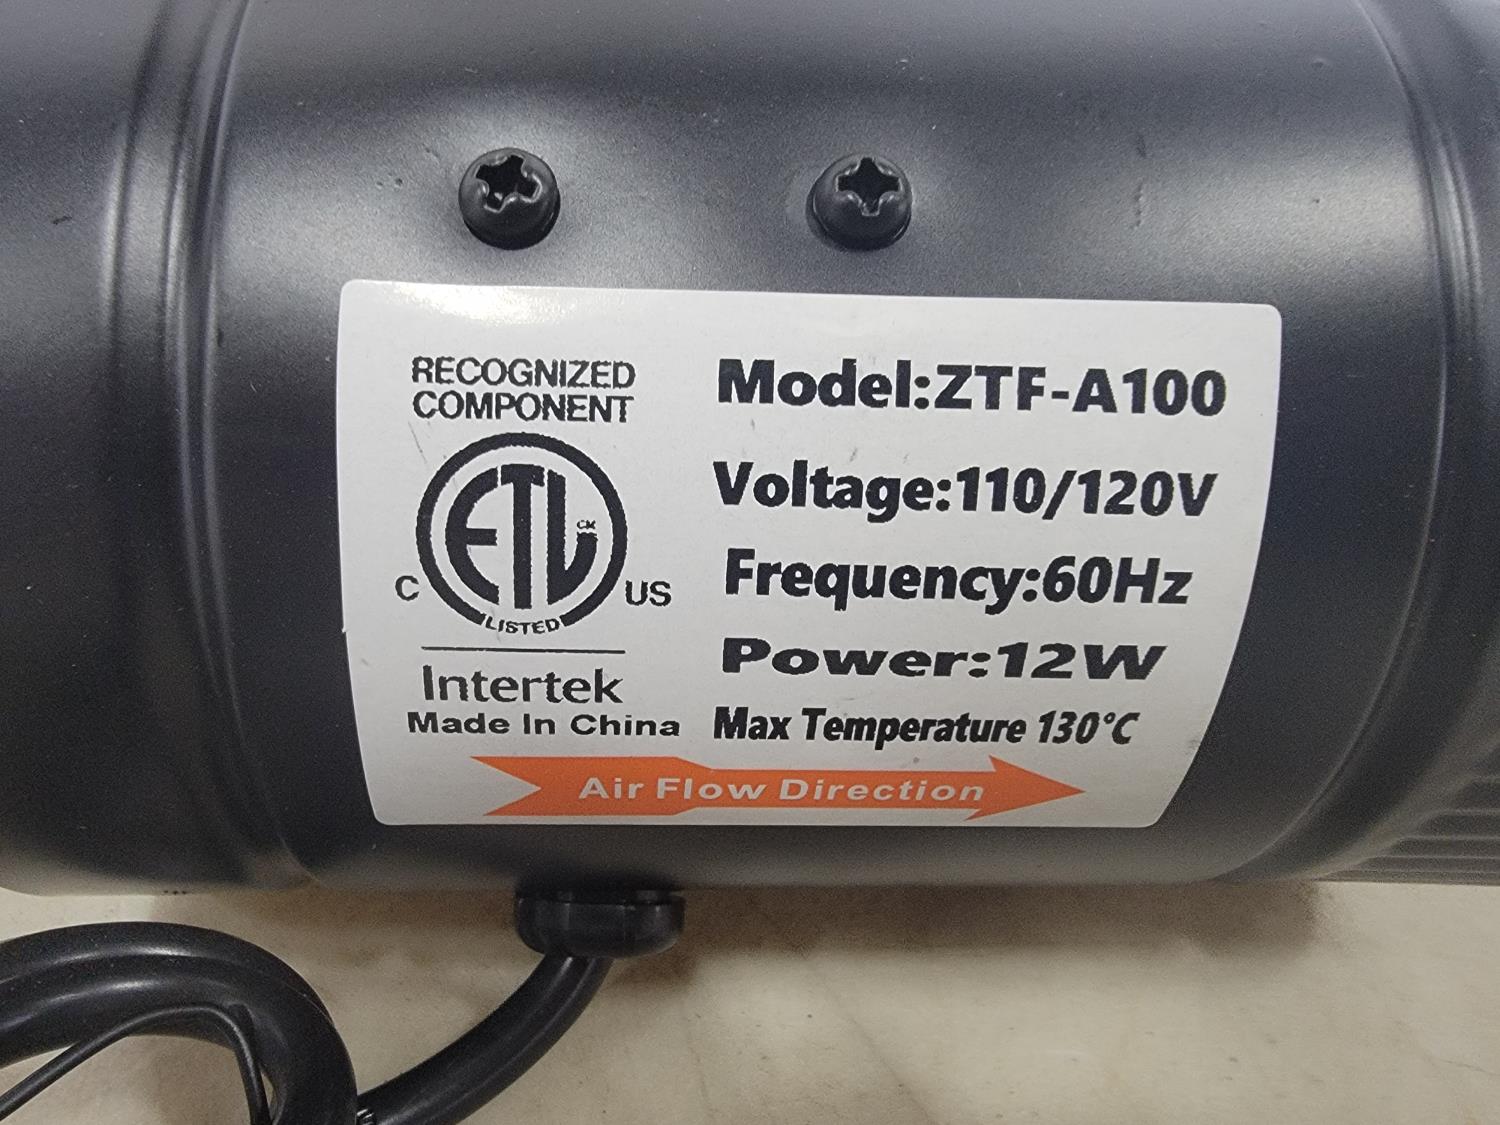 RECOGNIZED
COMPONENT
ETL
CM
C
US
LISTED
Intertek
Made In China
Model:ZTF-A100
Voltage:110/120V
Frequency:60Hz
Power:12W
Max Temperature 130°C
Air Flow Direction